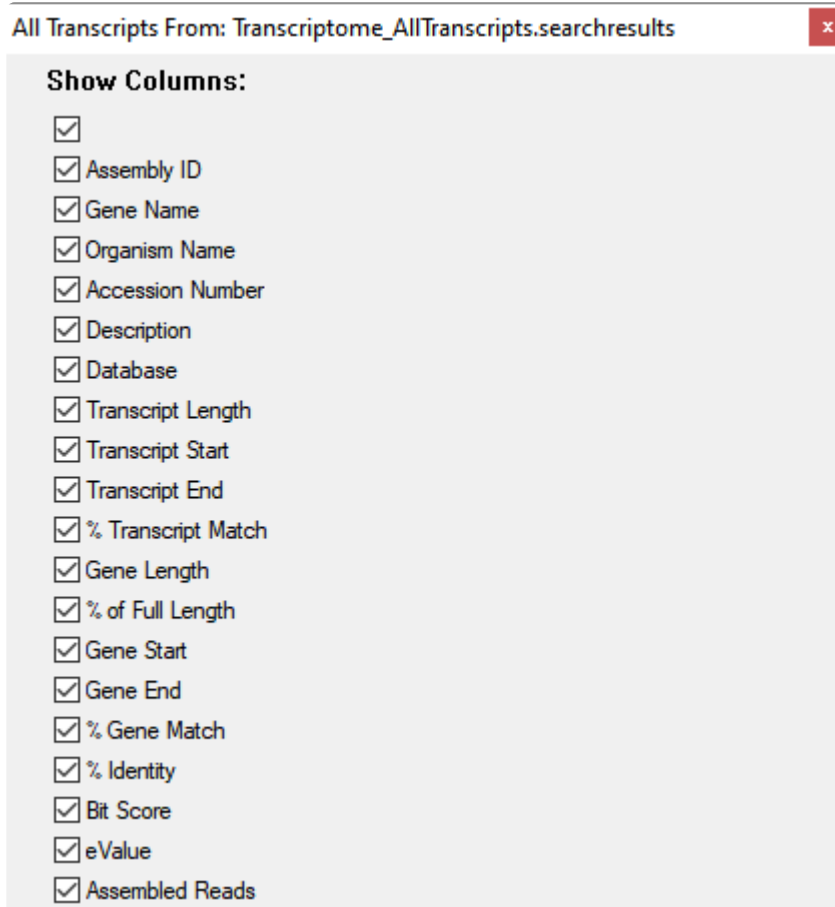 All Transcripts From: Transcriptome_AllTranscripts.searchresults
x
Show Columns:
Assembly ID
Gene Name
Organism Name
Accession Number
Description
Database
Transcript Length
Transcript Start
Transcript End
% Transcript Match
Gene Length
% of Full Length
Gene Start
Gene End
% Gene Match
% Identity
Bit Score
eValue
Assembled Reads